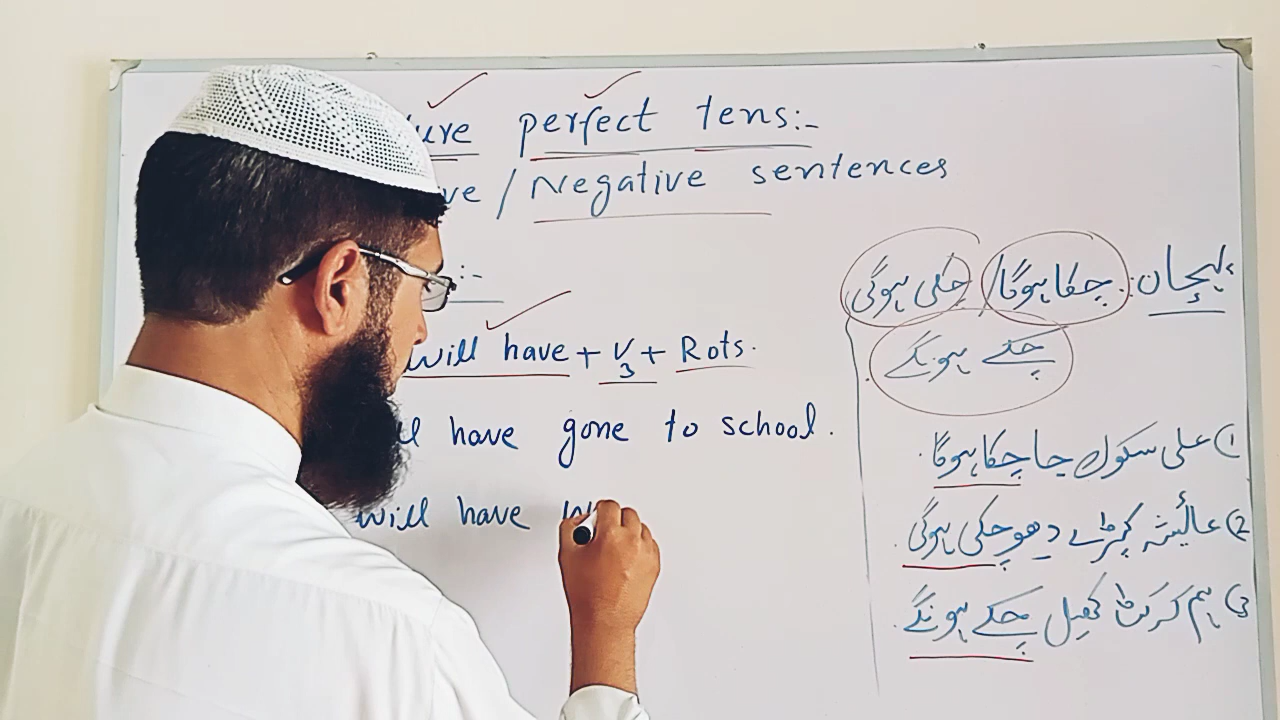 ure perfect tens:-
ve / Negative sentences
:-
will have + V3 + Rots.
have gone to school.
will have
پہچان: چکا ہوگا چکی ہوگی
چکے ہونگے
1) علی سکول جا چکا ہوگا.
2) عائشہ کپڑے دھو چکی ہوگی.
3) ہم کرکٹ کھیل چکے ہونگے.